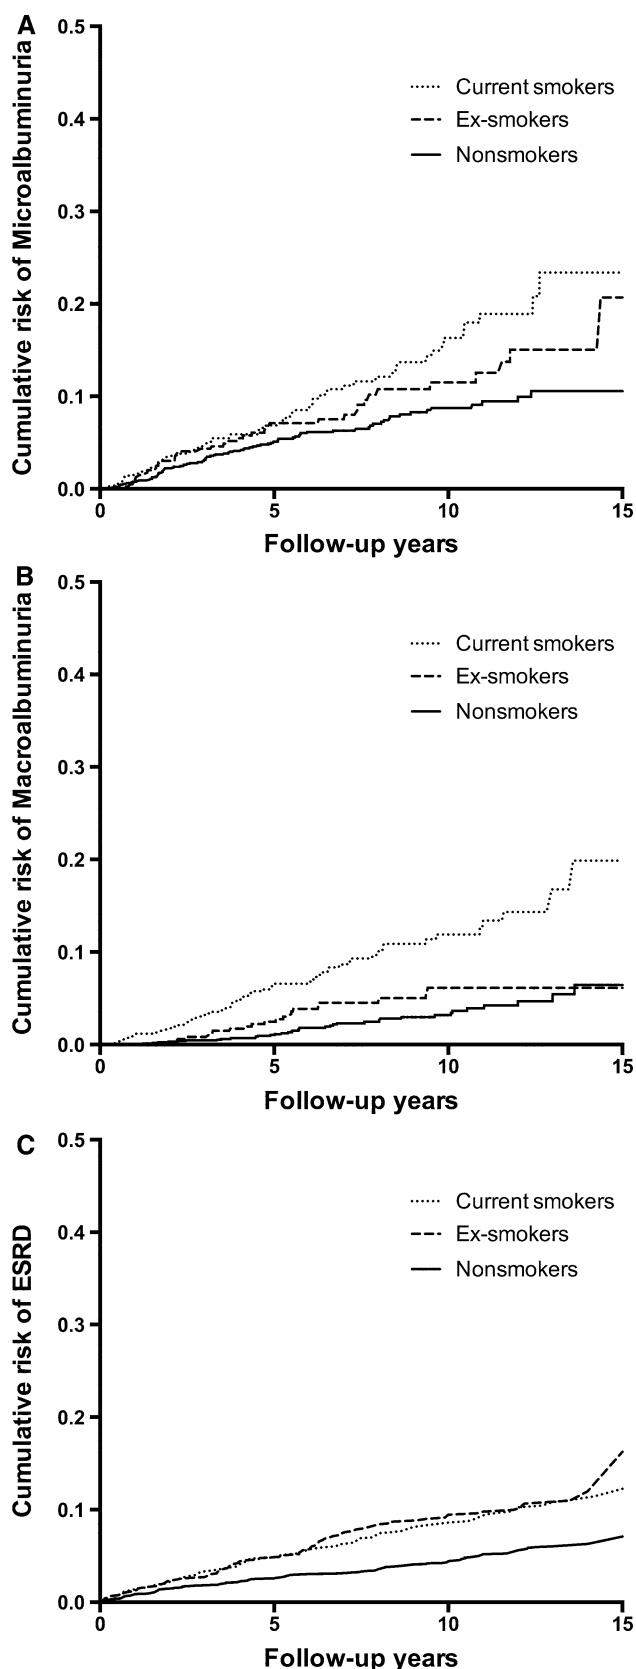 A
Cumulative risk of Microalbuminuria
0.5
0.4
0.3
0.2
0.1
0.0
Current smokers
Ex-smokers
Nonsmokers
0 5 10 15
Follow-up years
B
Cumulative risk of Macroalbuminuria
0.5
0.4
0.3
0.2
0.1
0.0
Current smokers
Ex-smokers
Nonsmokers
0 5 10 15
Follow-up years
C
Cumulative risk of ESRD
0.5
0.4
0.3
0.2
0.1
0.0
Current smokers
Ex-smokers
Nonsmokers
0 5 10 15
Follow-up years